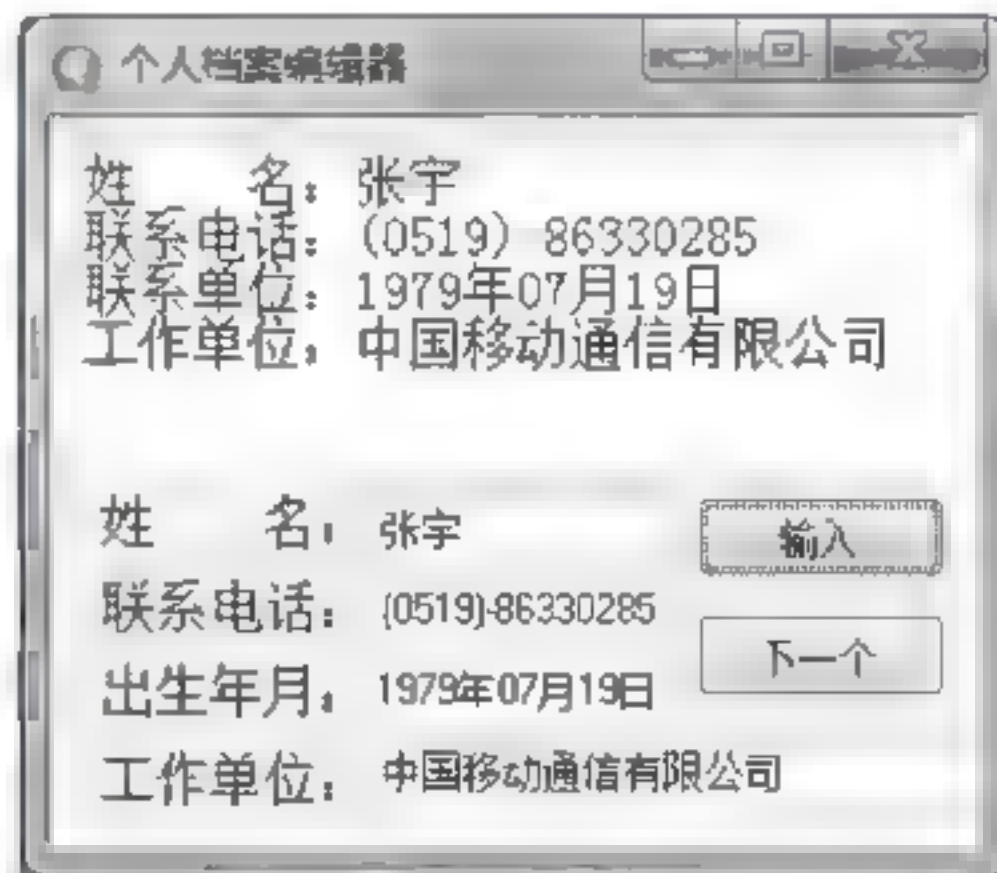 个人档案编辑器
姓 名：张宇
联系电话：(0519) 86330285
联系单位：1979年07月19日
工作单位：中国移动通信有限公司
姓 名：张宇
输入
联系电话：(0519)-86330285
下一个
出生年月：1979年07月19日
工作单位：中国移动通信有限公司